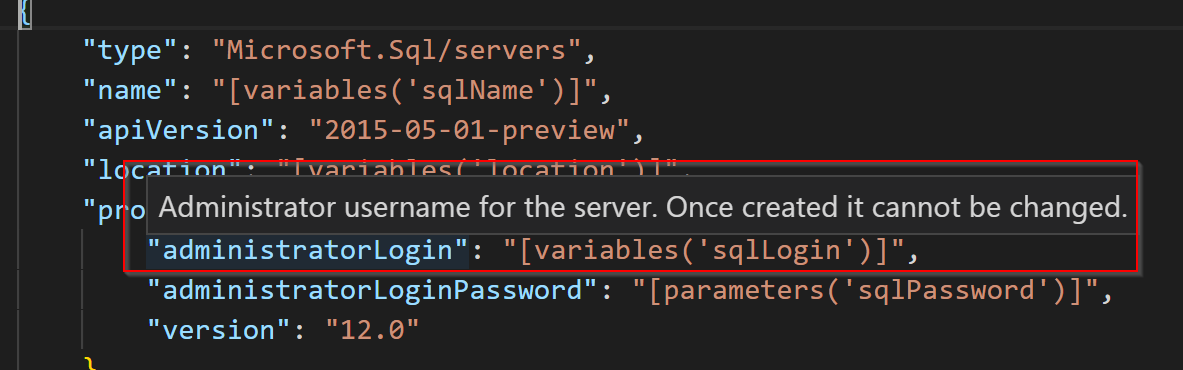 {
"type": "Microsoft.Sql/servers",
"name": "[variables('sqlName')]",
"apiVersion": "2015-05-01-preview",
"location": "[variables('location')]",
"pro
Administrator username for the server. Once created it cannot be changed.
"administratorLogin": "[variables('sqlLogin')]",
"administratorLoginPassword": "[parameters('sqlPassword')]",
"version": "12.0"
}